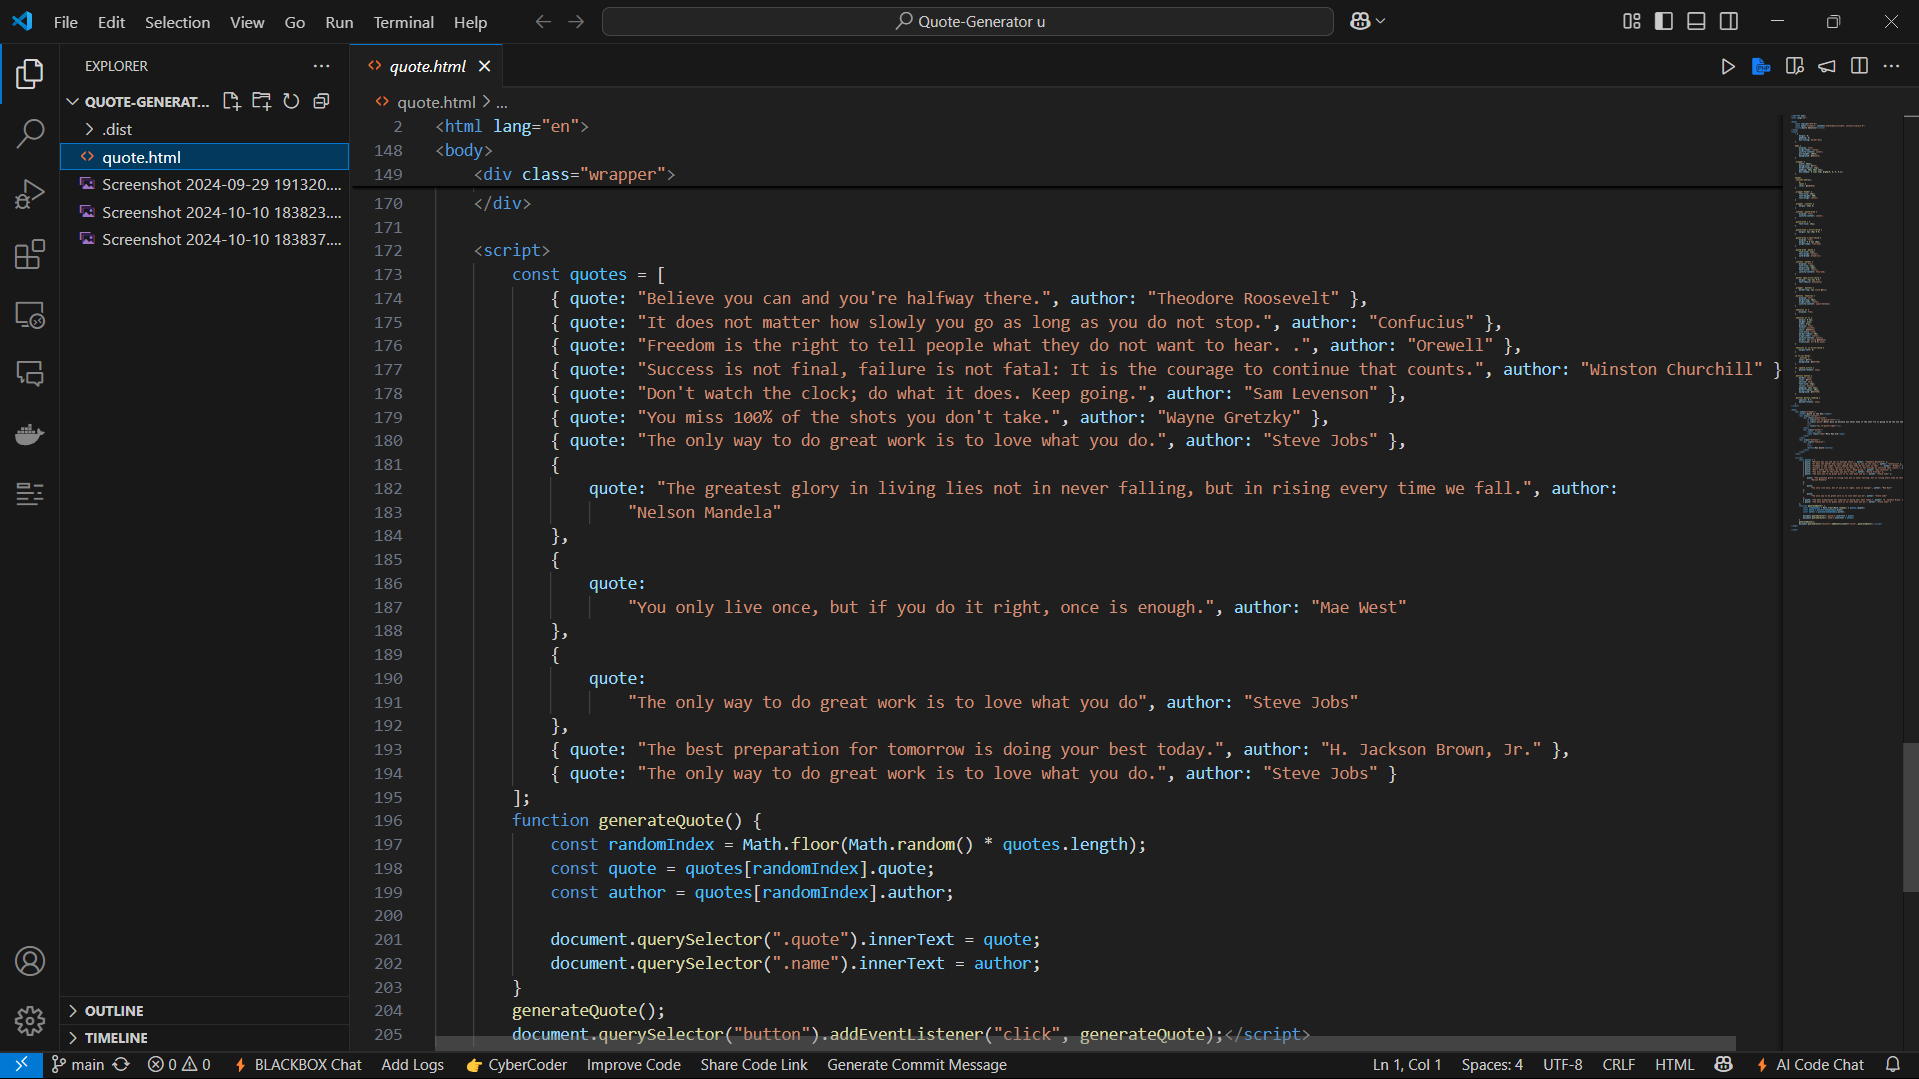 File Edit Selection View Go Run Terminal Help
Quote-Generator u
EXPLORER
QUOTE-GENERAT...
.dist
quote.html
Screenshot 2024-09-29 191320....
Screenshot 2024-10-10 183823....
Screenshot 2024-10-10 183837....
OUTLINE
TIMELINE
quote.html
quote.html > ...
2 <html lang="en">
148 <body>
149 <div class="wrapper">
170 </div>
171
172 <script>
173 const quotes = [
174 { quote: "Believe you can and you're halfway there.", author: "Theodore Roosevelt" },
175 { quote: "It does not matter how slowly you go as long as you do not stop.", author: "Confucius" },
176 { quote: "Freedom is the right to tell people what they do not want to hear. .", author: "Orewell" },
177 { quote: "Success is not final, failure is not fatal: It is the courage to continue that counts.", author: "Winston Churchill" }
178 { quote: "Don't watch the clock; do what it does. Keep going.", author: "Sam Levenson" },
179 { quote: "You miss 100% of the shots you don't take.", author: "Wayne Gretzky" },
180 { quote: "The only way to do great work is to love what you do.", author: "Steve Jobs" },
181 {
182 quote: "The greatest glory in living lies not in never falling, but in rising every time we fall.", author:
183 "Nelson Mandela"
184 },
185 {
186 quote:
187 "You only live once, but if you do it right, once is enough.", author: "Mae West"
188 },
189 {
190 quote:
191 "The only way to do great work is to love what you do", author: "Steve Jobs"
192 },
193 { quote: "The best preparation for tomorrow is doing your best today.", author: "H. Jackson Brown, Jr." },
194 { quote: "The only way to do great work is to love what you do.", author: "Steve Jobs" }
195 ];
196 function generateQuote() {
197 const randomIndex = Math.floor(Math.random() * quotes.length);
198 const quote = quotes[randomIndex].quote;
199 const author = quotes[randomIndex].author;
200
201 document.querySelector(".quote").innerText = quote;
202 document.querySelector(".name").innerText = author;
203 }
204 generateQuote();
205 document.querySelector("button").addEventListener("click", generateQuote);</script>
main 0 0 BLACKBOX Chat Add Logs CyberCoder Improve Code Share Code Link Generate Commit Message Ln 1, Col 1 Spaces: 4 UTF-8 CRLF HTML AI Code Chat